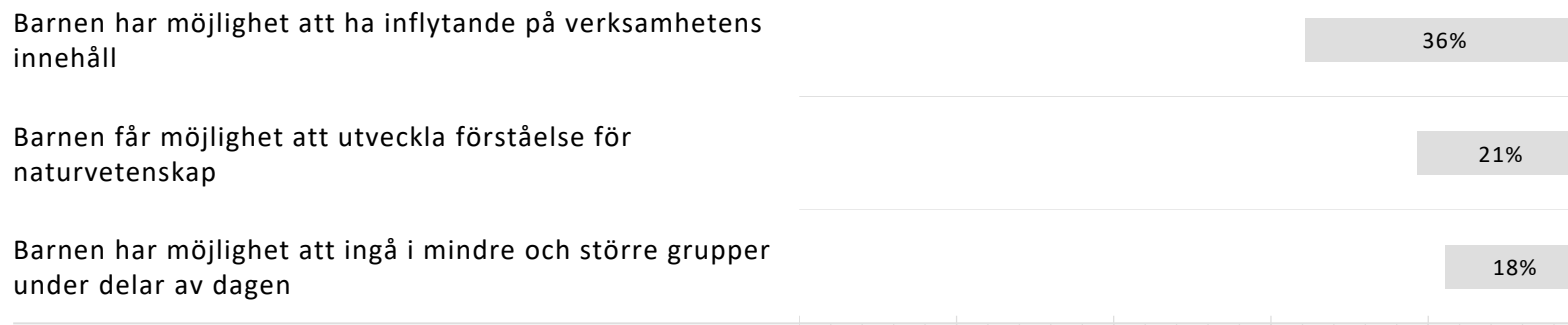 Barnen har möjlighet att ha inflytande på verksamhetens
innehåll
36%
Barnen får möjlighet att utveckla förståelse för
naturvetenskap
21%
Barnen har möjlighet att ingå i mindre och större grupper
under delar av dagen
18%